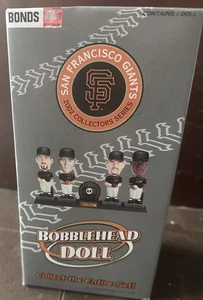 BONDS
CONTAINS 1 DOLL
SAN FRANCISCO GIANTS
SF
2002 COLLECTORS SERIES
BOBBLEHEAD
DOLL
Collect the Entire Set!